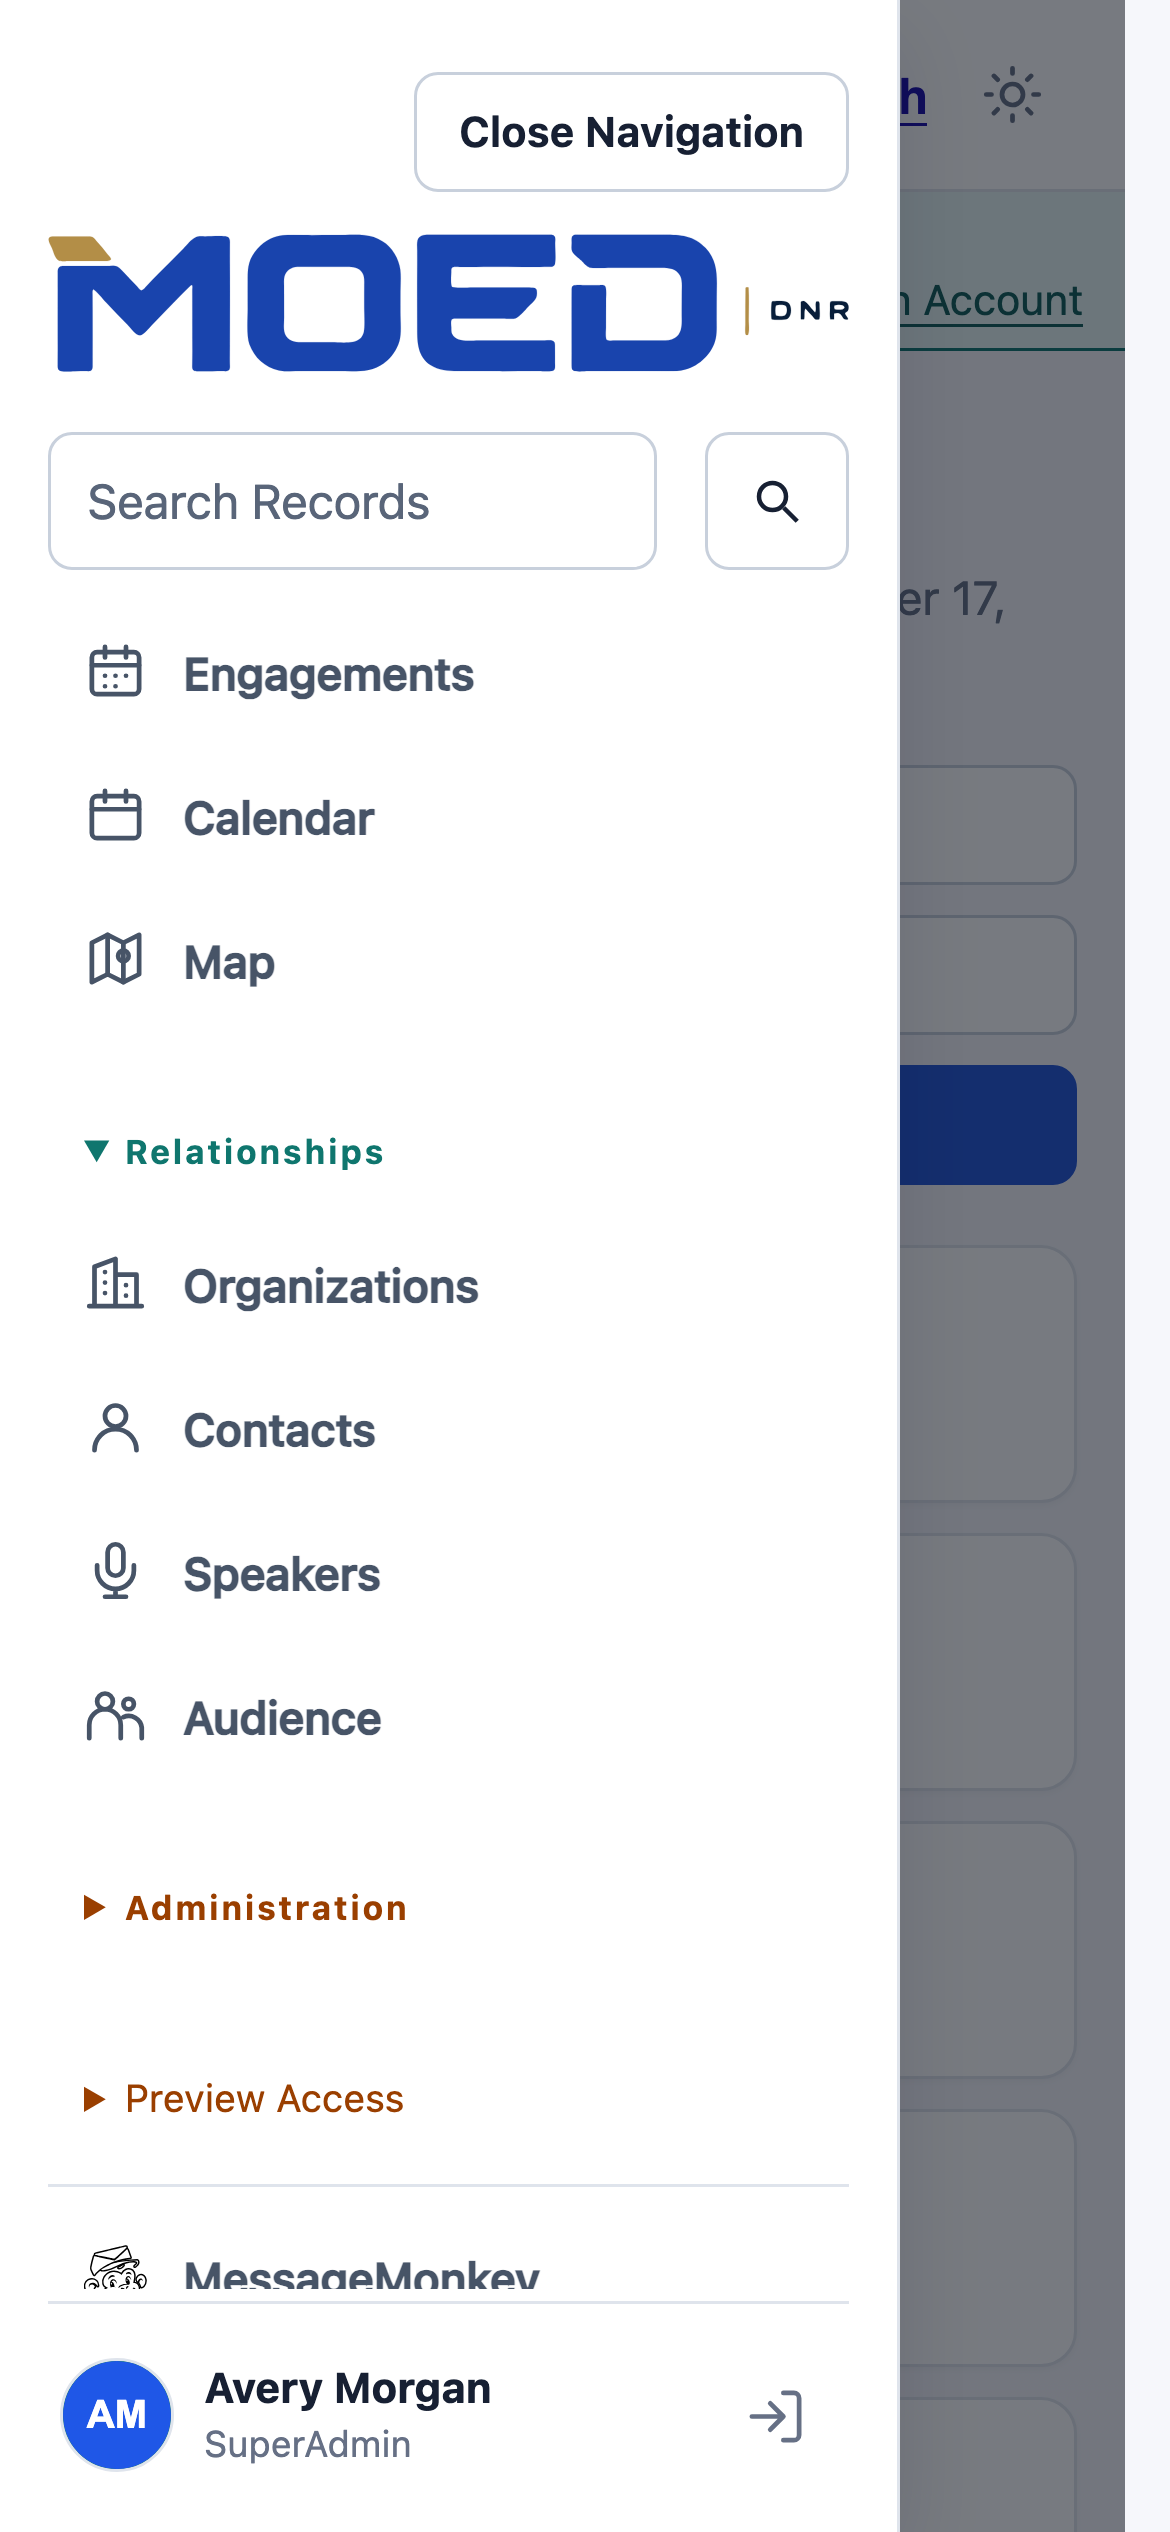 Close Navigation
h
MOED | DNR
n Account
Search Records
er 17,
Engagements
Calendar
Map
Relationships
Organizations
Contacts
Speakers
Audience
Administration
Preview Access
MessageMonkey
AM
Avery Morgan
SuperAdmin